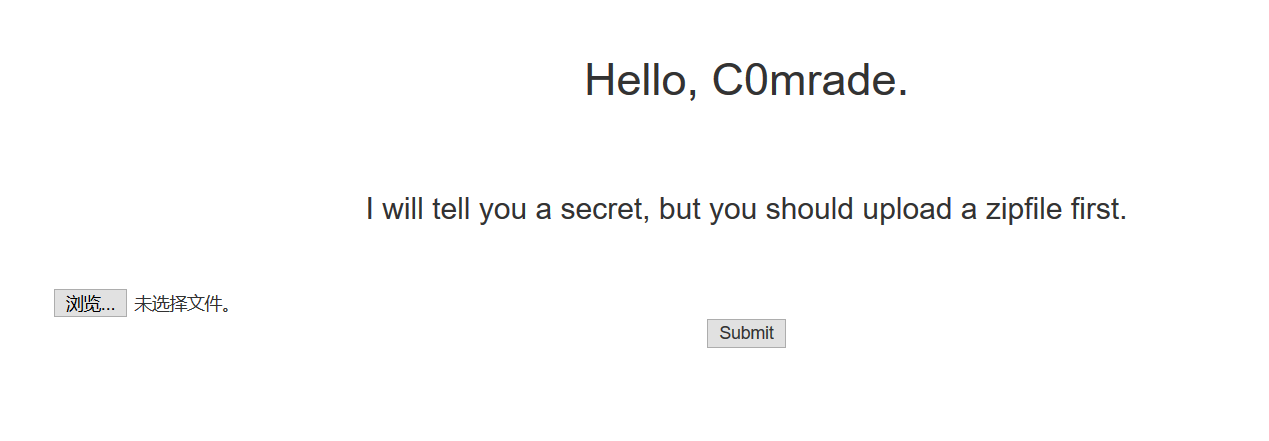 Hello, C0mrade.
I will tell you a secret, but you should upload a zipfile first.
浏览... 未选择文件。
Submit